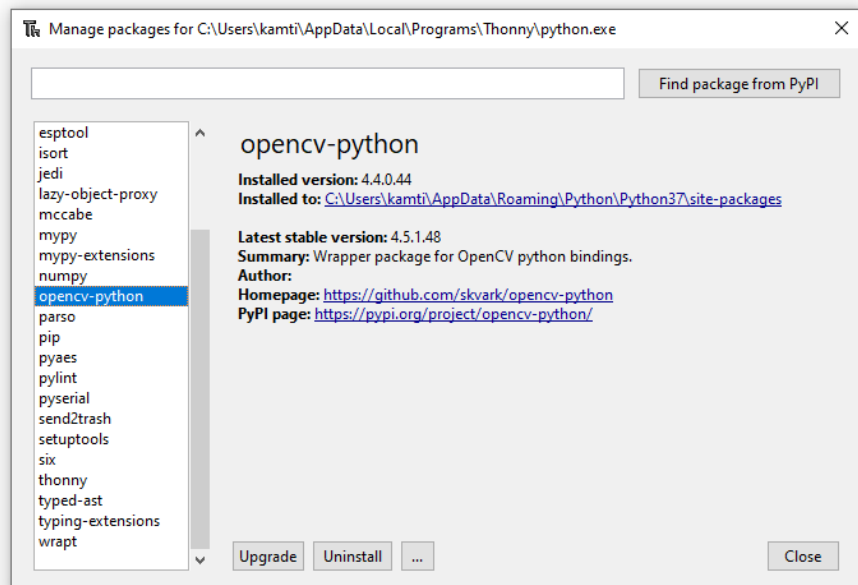 Manage packages for C:\Users\kamti\AppData\Local\Programs\Thonny\python.exe
Find package from PyPI
esptool
isort
jedi
lazy-object-proxy
mccabe
mypy
mypy-extensions
numpy
opencv-python
parso
pip
pyaes
pylint
pyserial
send2trash
setuptools
six
thonny
typed-ast
typing-extensions
wrapt
opencv-python
Installed version: 4.4.0.44
Installed to: C:\Users\kamti\AppData\Roaming\Python\Python37\site-packages
Latest stable version: 4.5.1.48
Summary: Wrapper package for OpenCV python bindings.
Author:
Homepage: https://github.com/skvark/opencv-python
PyPI page: https://pypi.org/project/opencv-python/
Upgrade
Uninstall
...
Close